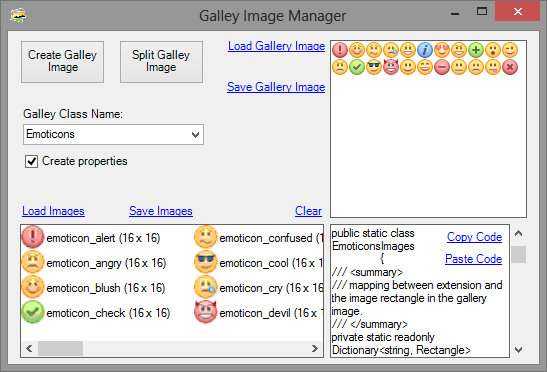 Galley Image Manager
Create Galley
Image
Split Galley
Image
Load Gallery Image
Save Gallery Image
Galley Class Name:
Emoticons
Create properties
Load Images
Save Images
Clear
emoticon_alert (16 x 16)
emoticon_confused (1
emoticon_angry (16 x 16)
emoticon_cool (16 x 1
emoticon_blush (16 x 16)
emoticon_cry (16 x 16
emoticon_check (16 x 16)
emoticon_devil (16 x 1
public static class
EmoticonsImages
{
/// <summary>
/// mapping between extension and
the image rectangle in the gallery
image.
/// </summary>
private static readonly
Dictionary<string, Rectangle>
Copy Code
Paste Code